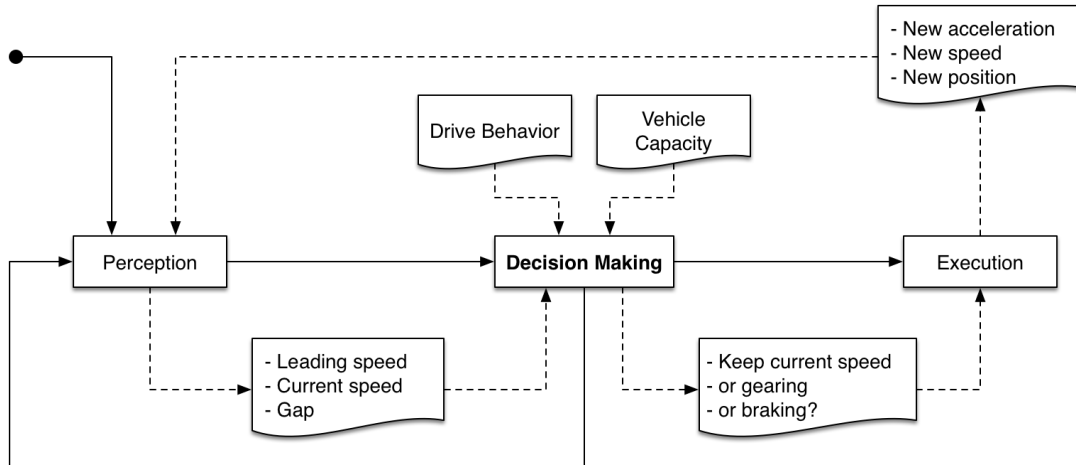 - New acceleration
- New speed
- New position
Drive Behavior
Vehicle
Capacity
Perception
Decision Making
Execution
- Leading speed
- Current speed
- Gap
- Keep current speed
- or gearing
- or braking?